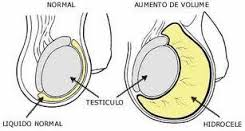 NORMAL
AUMENTO DE VOLUME
TESTICULO
LIQUIDO NORMAL
HIDROCELE